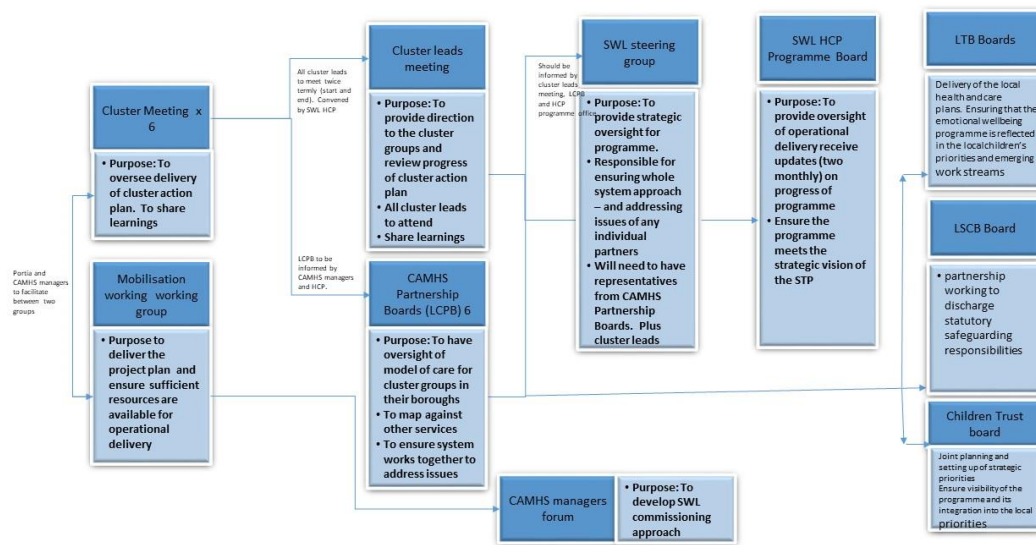 Cluster Meeting x
6
• Purpose: To
oversee delivery
of cluster action
plan. To share
learnings
Portia and
CAMHS managers
to facilitate
between two
groups
Mobilisation
working working
group
• Purpose to
deliver the
project plan and
ensure sufficient
resources are
available for
operational
delivery
All cluster leads
to meet twice
termly (start and
end). Convened
by SWL HCP
LCPB to be
informed by
CAMHS managers
and HCP.
Cluster leads
meeting
• Purpose: To
provide direction
to the cluster
groups and
review progress
of cluster action
plan
• All cluster leads
to attend
• Share learnings
CAMHS
Partnership
Boards (LCPB) 6
• Purpose: To have
oversight of
model of care for
cluster groups in
their boroughs
• To map against
other services
• To ensure system
works together to
address issues
CAMHS managers
forum
• Purpose: To
develop SWL
commissioning
approach
Should be
informed by
cluster leads
meeting, LCPB
and HCP
programme office
SWL steering
group
• Purpose: To
provide strategic
oversight for
programme.
• Responsible for
ensuring whole
system approach
– and addressing
issues of any
individual
partners
• Will need to have
representatives
from CAMHS
Partnership
Boards. Plus
cluster leads
SWL HCP
Programme Board
• Purpose: To
provide oversight
of operational
delivery receive
updates (two
monthly) on
progress of
programme
• Ensure the
programme
meets the
strategic vision of
the STP
LTB Boards
Delivery of the local
health and care
plans. Ensuring that the
emotional wellbeing
programme is reflected
in the localchildren's
priorities and emerging
work streams
LSCB Board
• partnership
working to
discharge
statutory
safeguarding
responsibilities
Children Trust
board
Joint planning and
setting up of strategic
priorities
Ensure visibility of the
programme and its
integration into the local
priorities